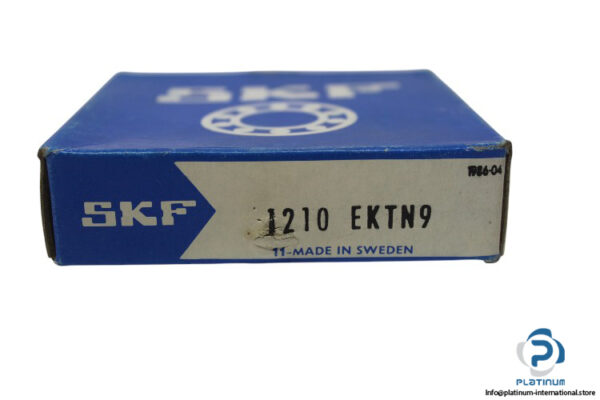 SKF
1986-04
SKF
1210 EKTN9
11-MADE IN SWEDEN
PLATINUM
Info@platinum-international.store